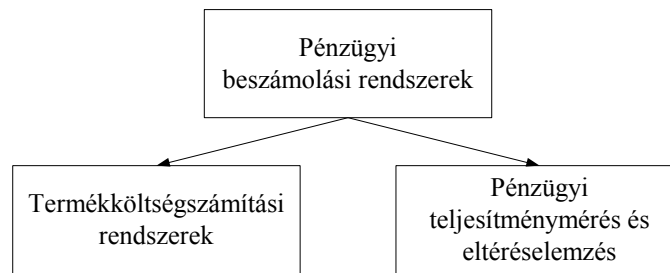 Pénzügyi
beszámolási rendszerek
Termékköltségszámítási
rendszerek
Pénzügyi
teljesítménymérés és
eltéréselemzés